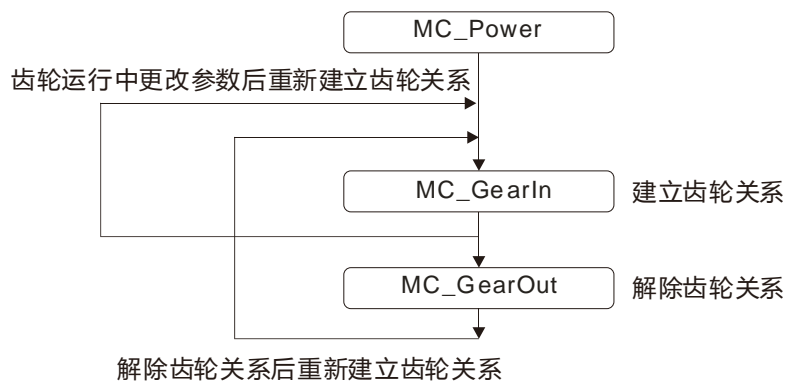 MC_Power
齿轮运行中更改参数后重新建立齿轮关系
MC_GearIn
建立齿轮关系
MC_GearOut
解除齿轮关系
解除齿轮关系后重新建立齿轮关系